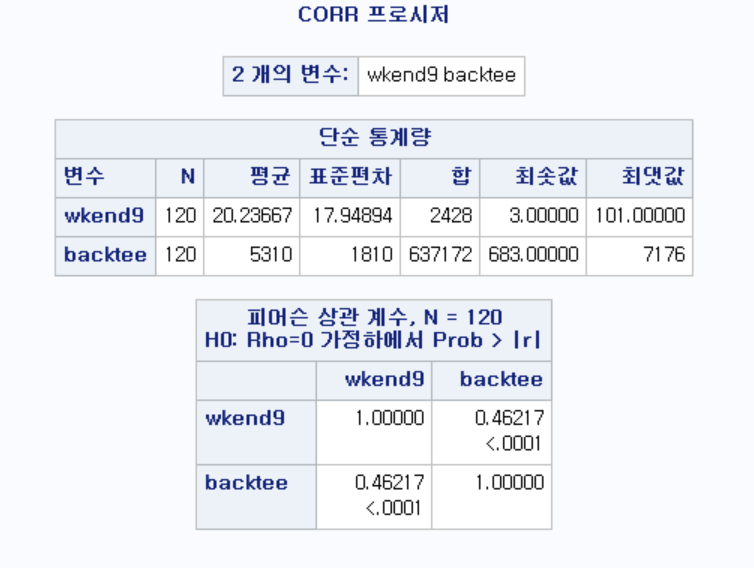 CORR 프로시저
2 개의 변수: wkend9 backtee
단순 통계량
변수 N 평균 표준편차 합 최솟값 최댓값
wkend9 120 20.23667 17.94894 2428 3.00000 101.00000
backtee 120 5310 1810 637172 683.00000 7176
피어슨 상관 계수, N = 120
H0: Rho=0 가정하에서 Prob > |r|
wkend9 backtee
wkend9 1.00000 0.46217
<.0001
backtee 0.46217 1.00000
<.0001